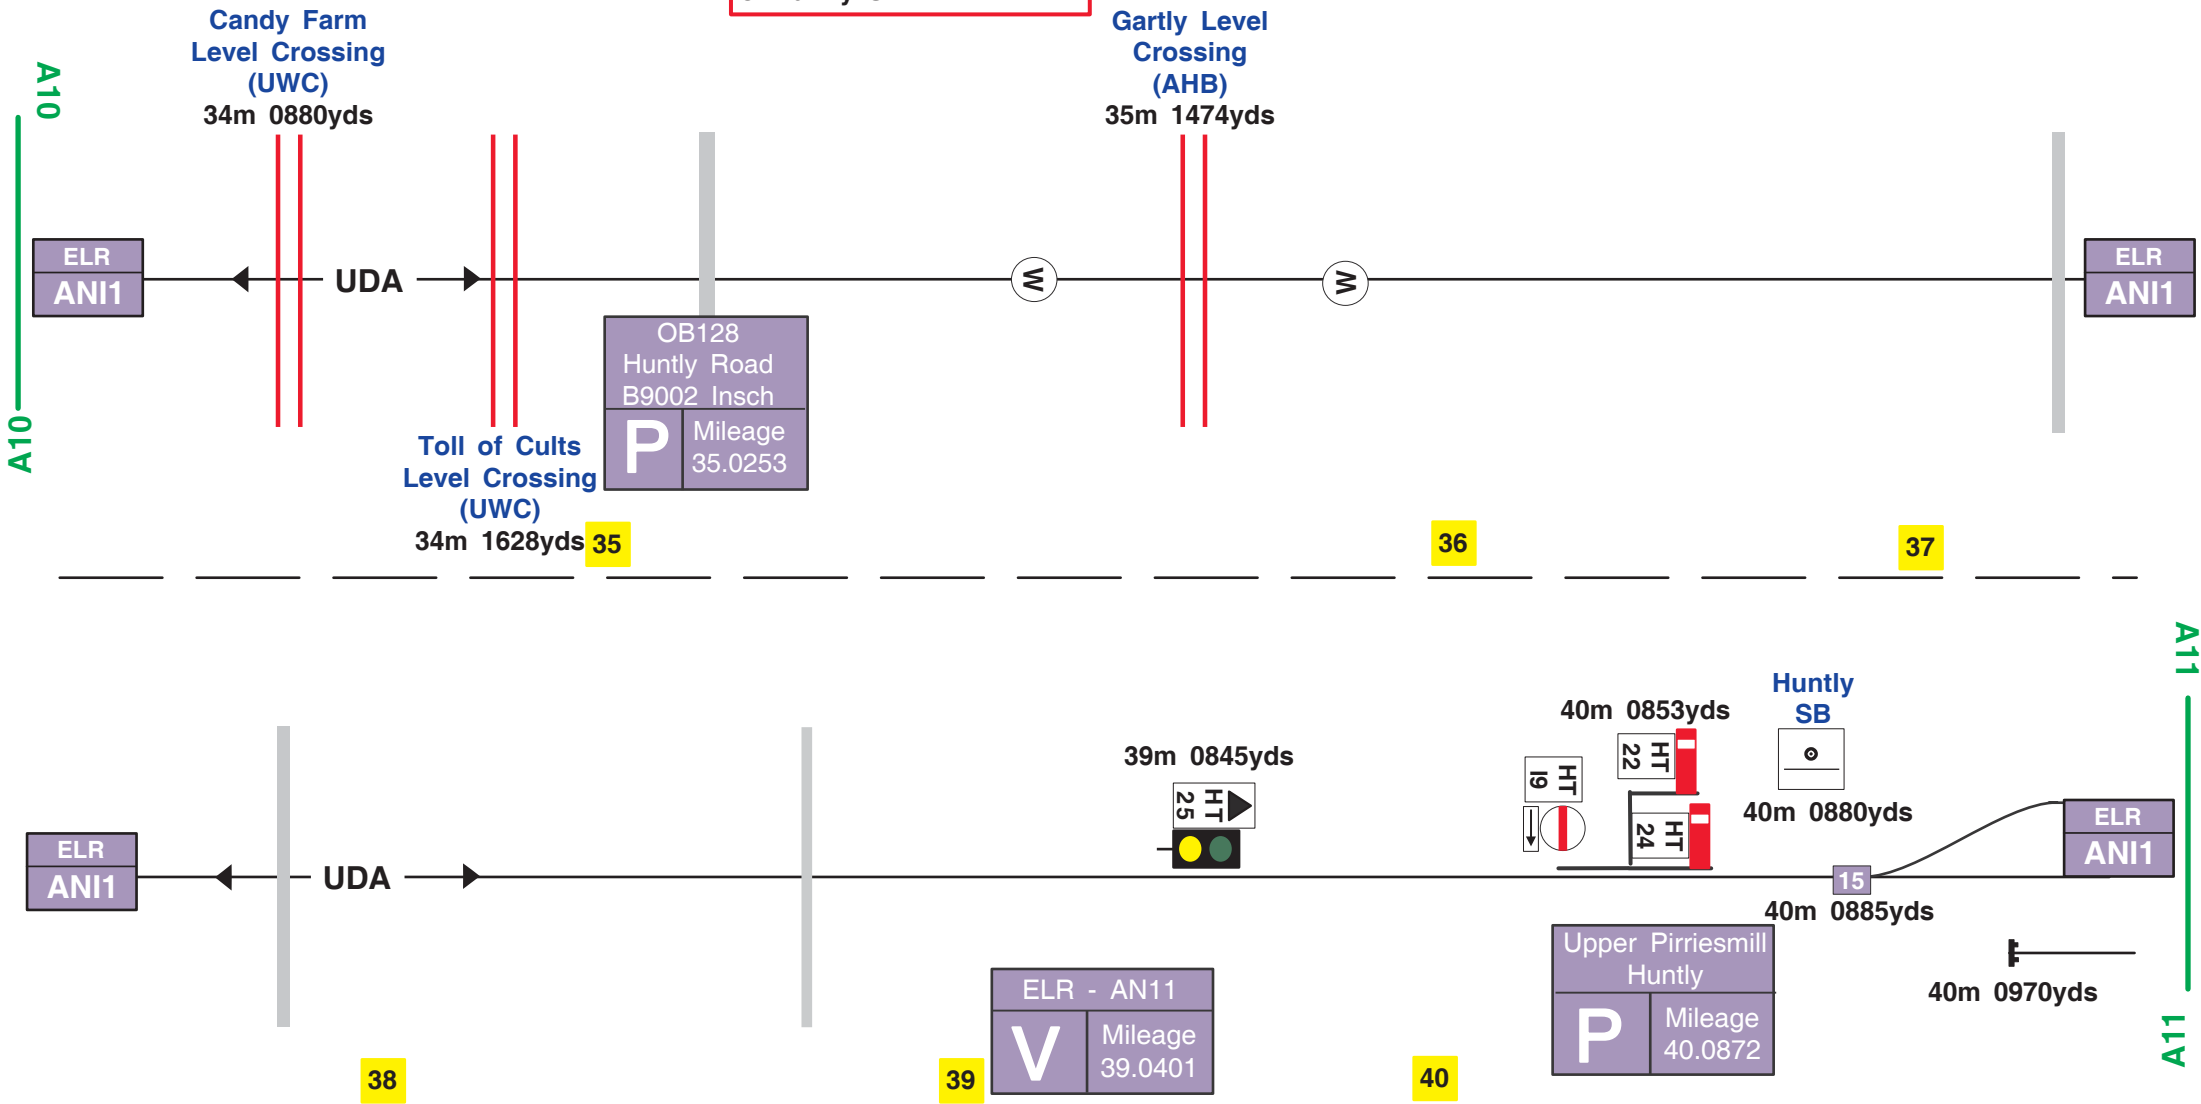 Candy Farm
Level Crossing
(UWC)
34m 0880yds
Gartly Level
Crossing
(AHB)
35m 1474yds
A10
A10
ELR
ANI1
UDA
W
W
ELR
ANI1
OB128
Huntly Road
B9002 Insch
P
Mileage
35.0253
Toll of Cults
Level Crossing
(UWC)
34m 1628yds
35
36
37
A11
A11
ELR
ANI1
UDA
39m 0845yds
HT
25
HT
I9
40m 0853yds
HT
22
HT
24
Huntly
SB
40m 0880yds
15
40m 0885yds
ELR
ANI1
40m 0970yds
ELR - AN11
V
Mileage
39.0401
Upper Pirriesmill
Huntly
P
Mileage
40.0872
38
39
40